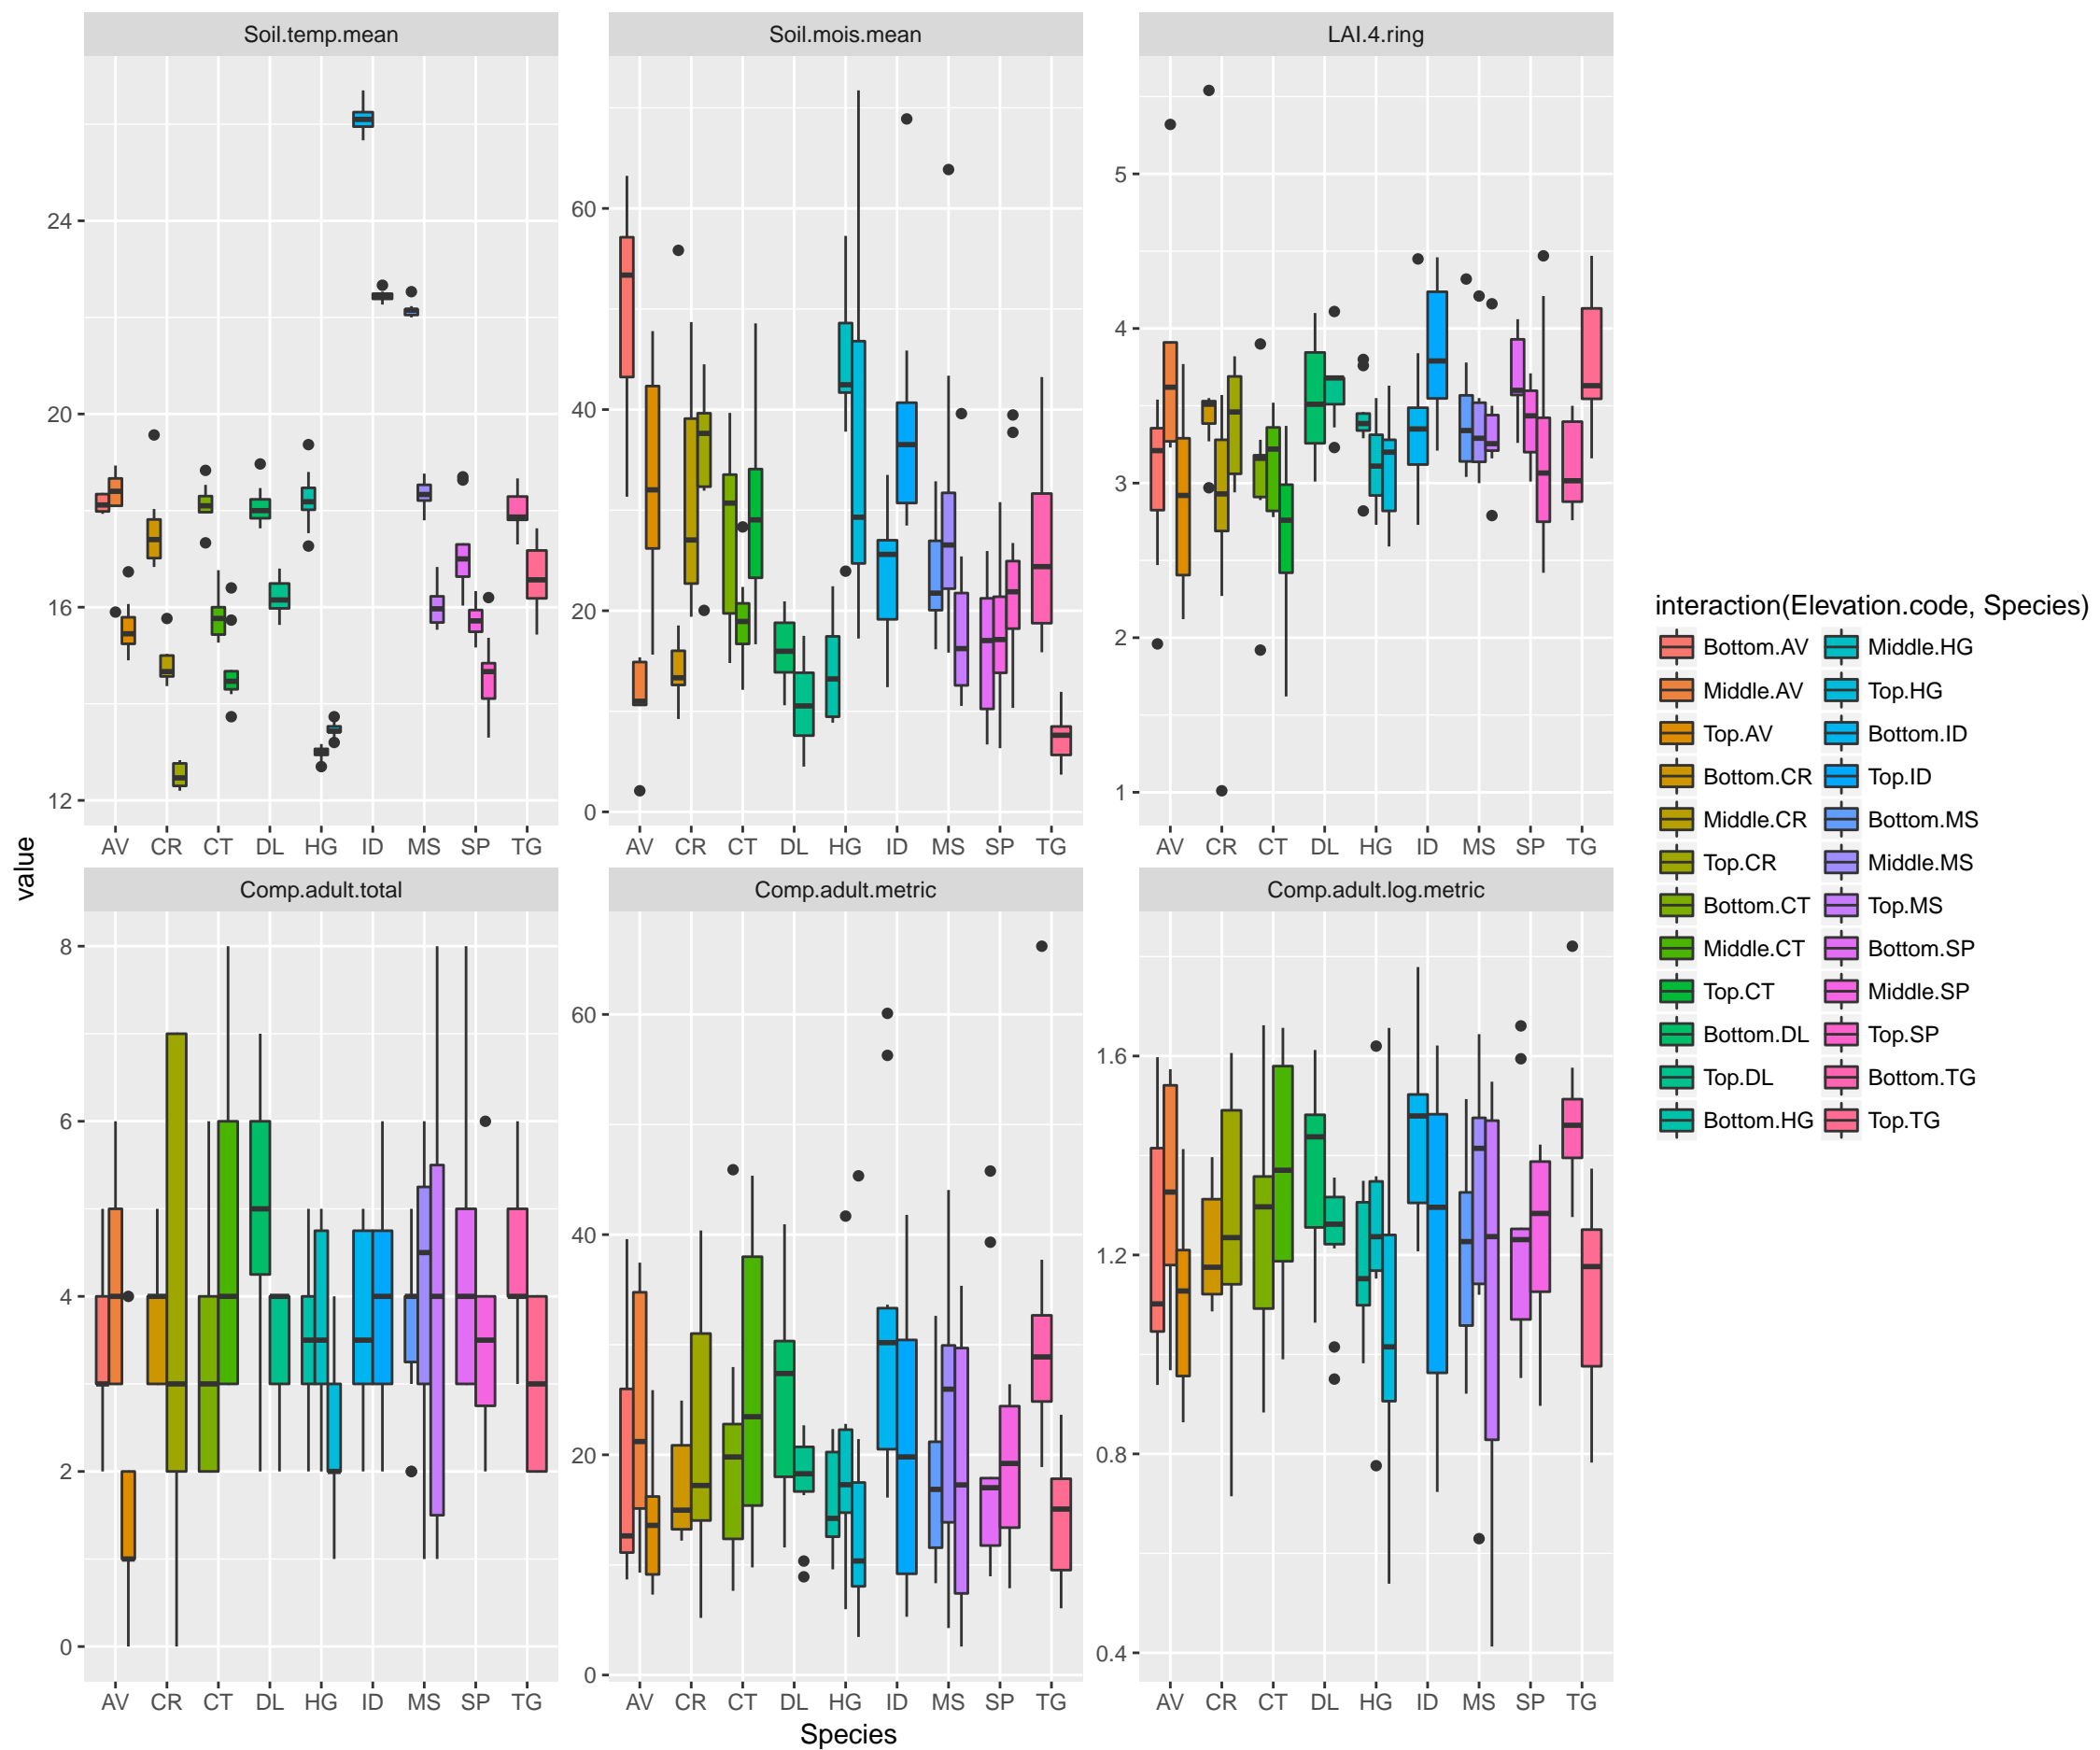 Soil.temp.mean
Soil.mois.mean
LAI.4.ring
24
20
16
12
60
40
20
0
5
4
3
2
1
AV CR CT DL HG ID MS SP TG
AV CR CT DL HG ID MS SP TG
AV CR CT DL HG ID MS SP TG
value
Comp.adult.total
Comp.adult.metric
Comp.adult.log.metric
8
6
4
2
0
60
40
20
0
1.6
1.2
0.8
0.4
AV CR CT DL HG ID MS SP TG
AV CR CT DL HG ID MS SP TG
AV CR CT DL HG ID MS SP TG
Species
interaction(Elevation.code, Species)
Bottom.AV
Middle.AV
Top.AV
Bottom.CR
Middle.CR
Top.CR
Bottom.CT
Middle.CT
Top.CT
Bottom.DL
Top.DL
Bottom.HG
Middle.HG
Top.HG
Bottom.ID
Top.ID
Bottom.MS
Middle.MS
Top.MS
Bottom.SP
Middle.SP
Top.SP
Bottom.TG
Top.TG